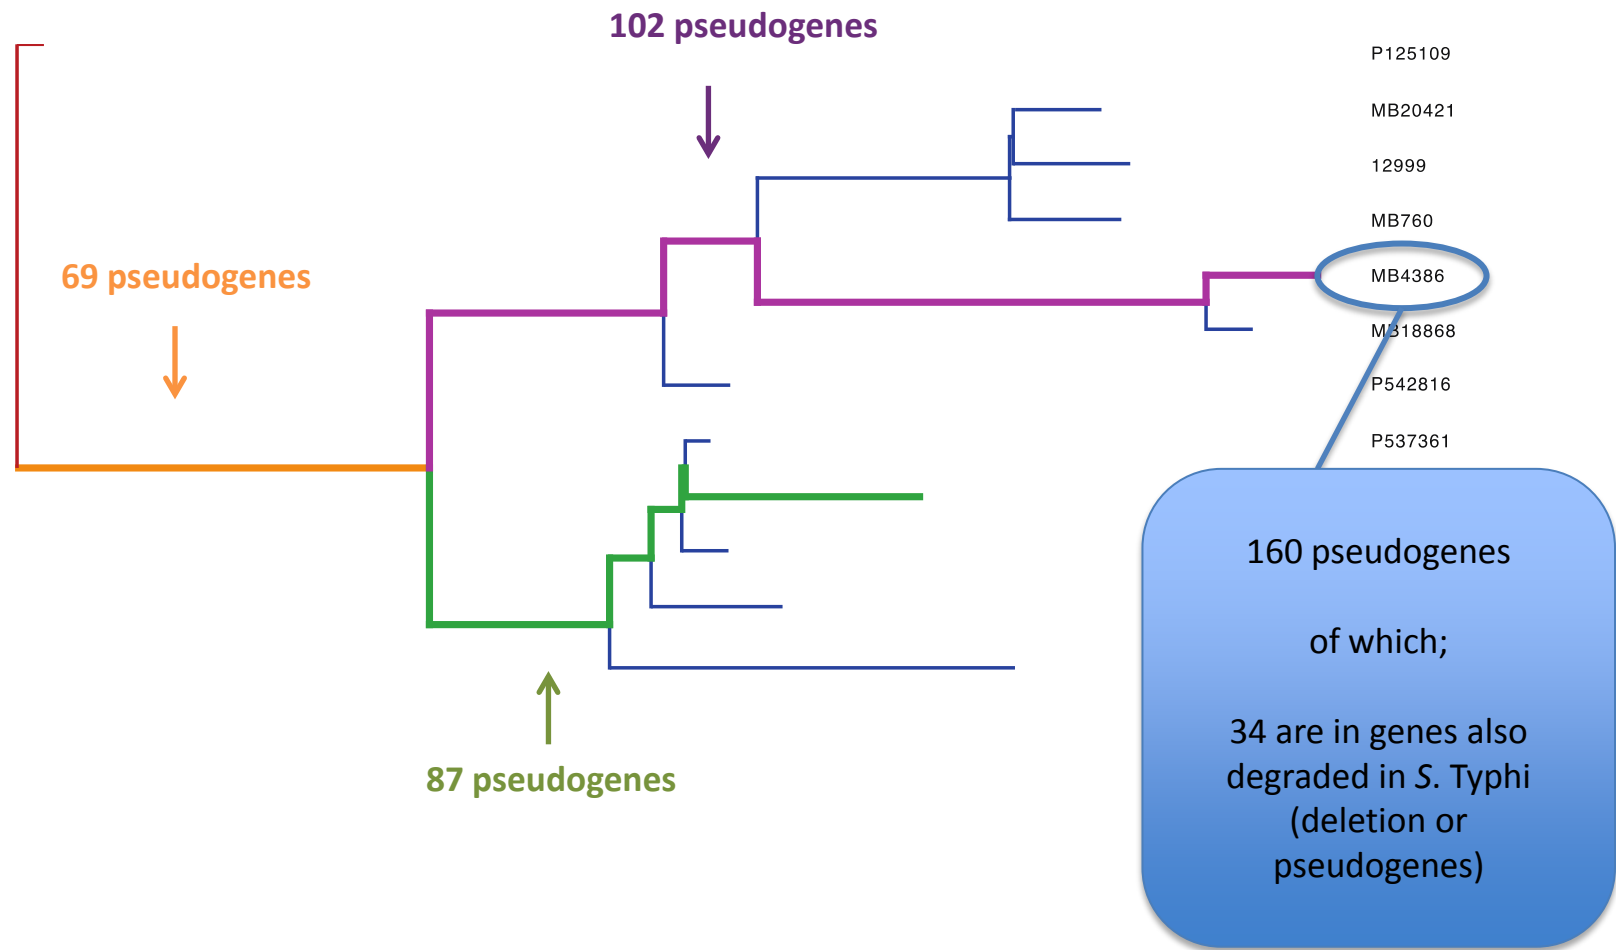 102 pseudogenes
P125109
MB20421
12999
MB760
69 pseudogenes
MB4386
MB18868
P542816
P537361
160 pseudogenes
of which;
34 are in genes also
degraded in S. Typhi
(deletion or
pseudogenes)
87 pseudogenes